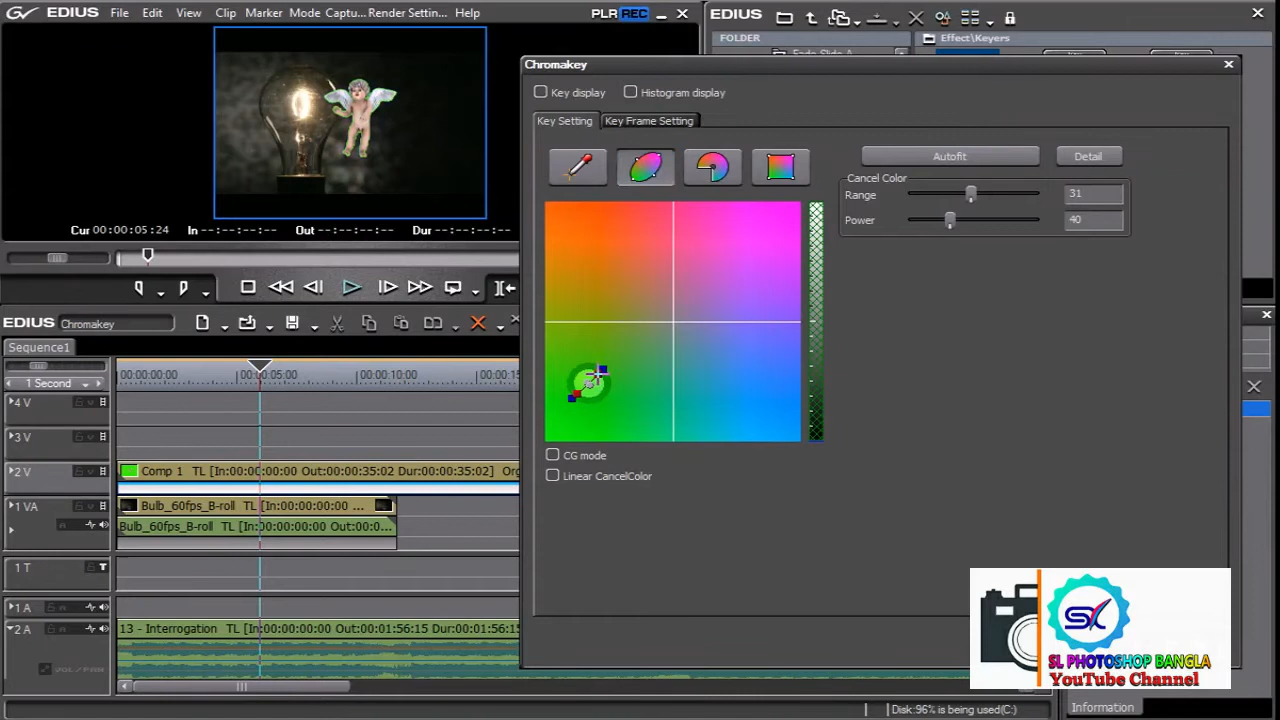 EDIUS File Edit View Clip Marker Mode Captu... Render Settin... Help PLR REC
EDIUS
FOLDER
Effect\Keyers
Chromakey
Key display
Histogram display
Key Setting
Key Frame Setting
Autofit
Detail
Cancel Color
Range
31
Power
40
CG mode
Linear CancelColor
Cur 00:00:05:24 In --:--:--:-- Out --:--:--:-- Dur --:--:--:--
EDIUS
Chromakey
Sequence1
1 Second
00:00:00:00
00:00:05:00
00:00:10:00
00:00:15
4 V
3 V
2 V
Comp 1 TL [In:00:00:00:00 Out:00:00:35:02 Dur:00:00:35:02] Org
1 VA
Bulb_60fps_B-roll TL [In:00:00:00:00 ...
Bulb_60fps_B-roll TL [In:00:00:00:00 Out:00:0...
1 T
1 A
2 A
13 - Interrogation TL [In:00:00:00:00 Out:00:01:56:15 Dur:00:01:56:15
VOL / PAN
SX
SL PHOTOSHOP BANGLA
YouTube Channel
Disk:96% is being used(C:)
Information